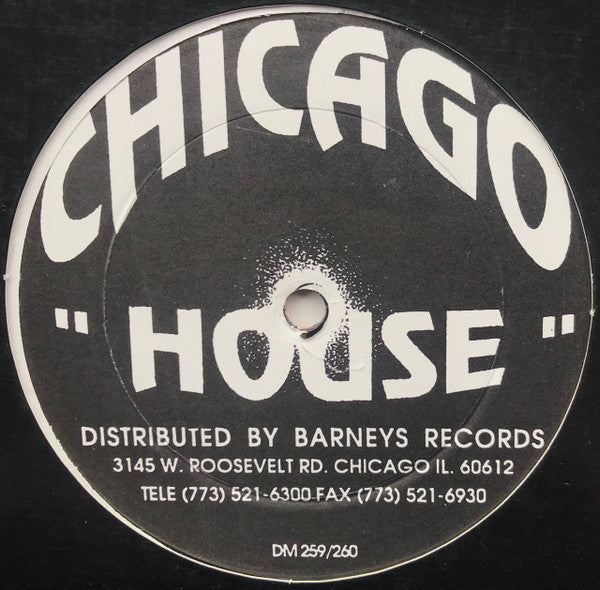 CHICAGO
" HOUSE "
DISTRIBUTED BY BARNEYS RECORDS
3145 W. ROOSEVELT RD. CHICAGO IL. 60612
TELE (773) 521-6300 FAX (773) 521-6930
DM 259/260